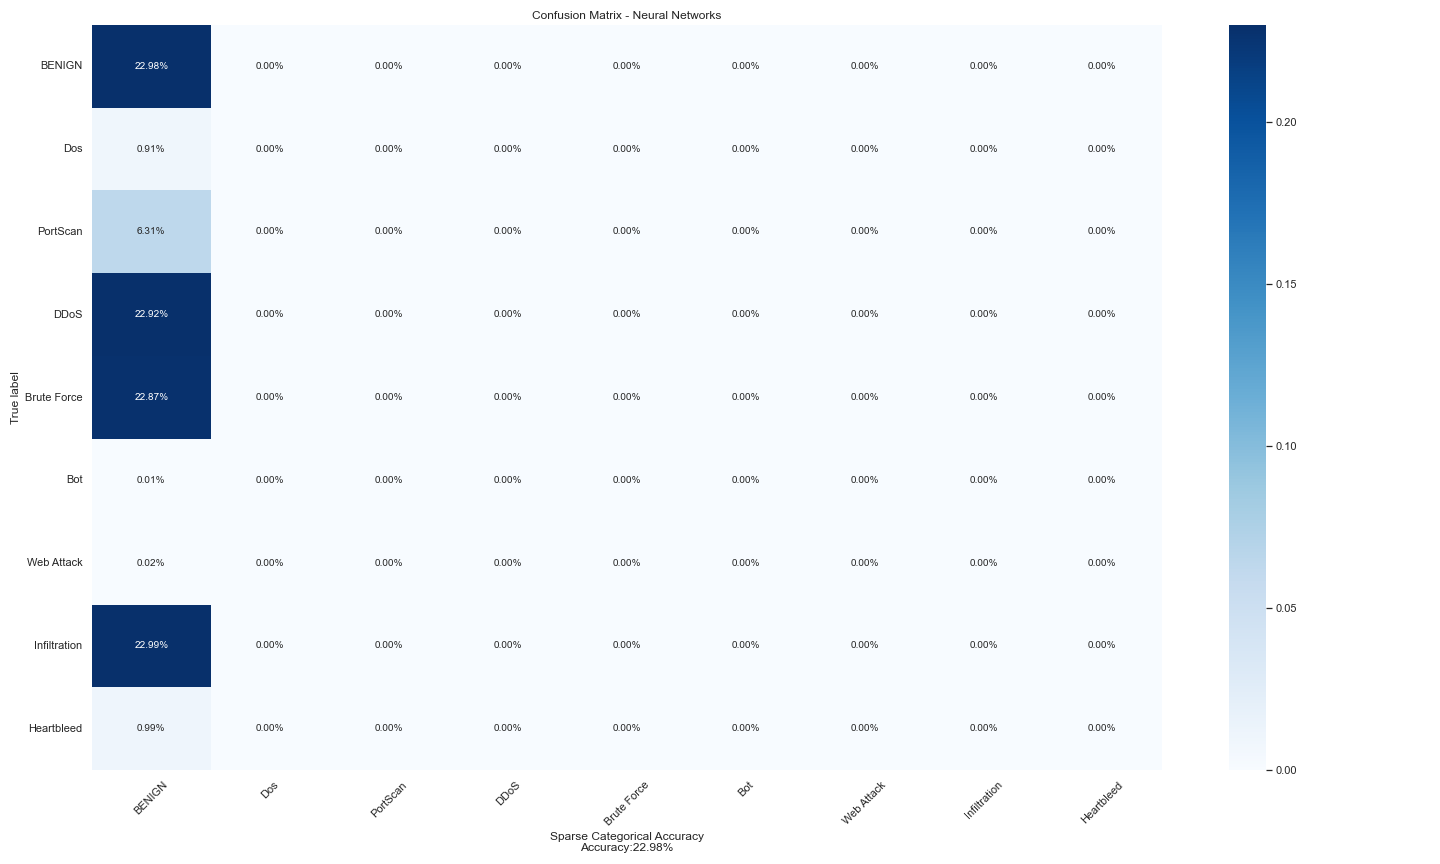 Confusion Matrix - Neural Networks
BENIGN 22.98% 0.00% 0.00% 0.00% 0.00% 0.00% 0.00% 0.00% 0.00%
Dos 0.91% 0.00% 0.00% 0.00% 0.00% 0.00% 0.00% 0.00% 0.00%
PortScan 6.31% 0.00% 0.00% 0.00% 0.00% 0.00% 0.00% 0.00% 0.00%
DDoS 22.92% 0.00% 0.00% 0.00% 0.00% 0.00% 0.00% 0.00% 0.00%
True label
Brute Force 22.87% 0.00% 0.00% 0.00% 0.00% 0.00% 0.00% 0.00% 0.00%
Bot 0.01% 0.00% 0.00% 0.00% 0.00% 0.00% 0.00% 0.00% 0.00%
Web Attack 0.02% 0.00% 0.00% 0.00% 0.00% 0.00% 0.00% 0.00% 0.00%
Infiltration 22.99% 0.00% 0.00% 0.00% 0.00% 0.00% 0.00% 0.00% 0.00%
Heartbleed 0.99% 0.00% 0.00% 0.00% 0.00% 0.00% 0.00% 0.00% 0.00%
BENIGN Dos PortScan DDoS Brute Force Bot Web Attack Infiltration Heartbleed
Sparse Categorical Accuracy
Accuracy:22.98%
0.20
0.15
0.10
0.05
0.00